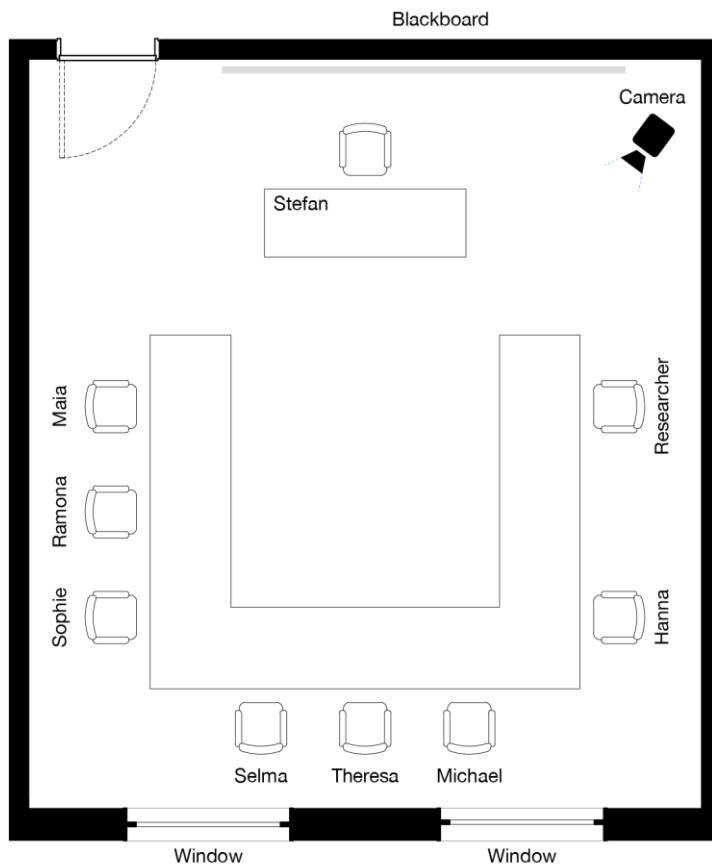 Blackboard
Camera
Stefan
Maia
Researcher
Ramona
Sophie
Hanna
Selma
Theresa
Michael
Window
Window